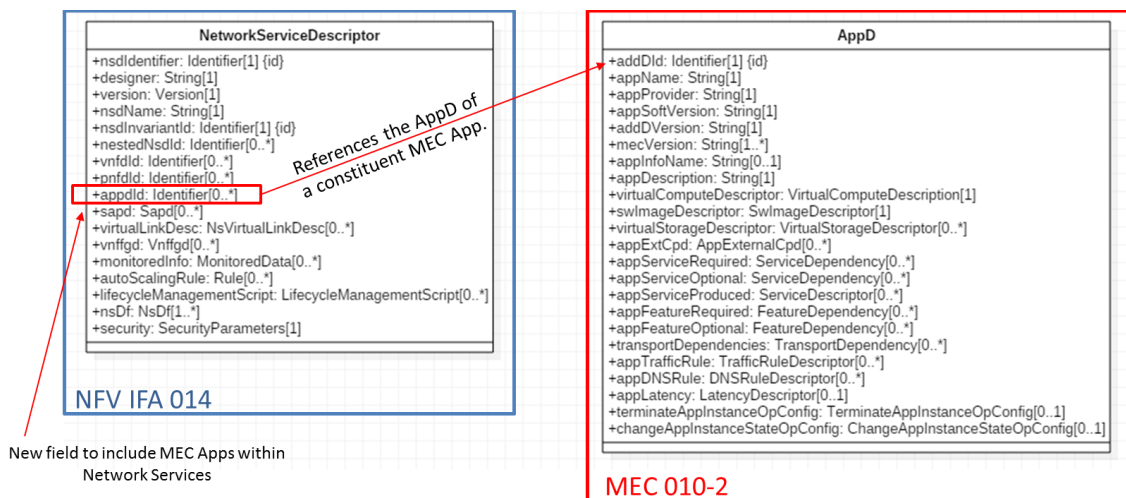 NetworkServiceDescriptor
+nsdIdentifier: Identifier[1] {id}
+designer: String[1]
+version: Version[1]
+nsdName: String[1]
+nsdInvariantId: Identifier[1] {id}
+nestedNsdId: Identifier[0..*]
+vnfdId: Identifier[0..*]
+pnfdId: Identifier[0..*]
+appdId: Identifier[0..*]
+sapd: Sapd[0..*]
+virtualLinkDesc: NsVirtualLinkDesc[0..*]
+vnffgd: Vnffgd[0..*]
+monitoredInfo: MonitoredData[0..*]
+autoScalingRule: Rule[0..*]
+lifecycleManagementScript: LifecycleManagementScript[0..*]
+nsDf: NsDf[1..*]
+security: SecurityParameters[1]
NFV IFA 014
New field to include MEC Apps within
Network Services
References the AppD of
a constituent MEC App.
AppD
+addDId: Identifier[1] {id}
+appName: String[1]
+appProvider: String[1]
+appSoftVersion: String[1]
+addDVersion: String[1]
+mecVersion: String[1..*]
+appInfoName: String[0..1]
+appDescription: String[1]
+virtualComputeDescriptor: VirtualComputeDescription[1]
+swImageDescriptor: SwImageDescriptor[1]
+virtualStorageDescriptor: VirtualStorageDescriptor[0..*]
+appExtCpd: AppExternalCpd[0..*]
+appServiceRequired: ServiceDependency[0..*]
+appServiceOptional: ServiceDependency[0..*]
+appServiceProduced: ServiceDescriptor[0..*]
+appFeatureRequired: FeatureDependency[0..*]
+appFeatureOptional: FeatureDependency[0..*]
+transportDependencies: TransportDependency[0..*]
+appTrafficRule: TrafficRuleDescriptor[0..*]
+appDNSRule: DNSRuleDescriptor[0..*]
+appLatency: LatencyDescriptor[0..1]
+terminateAppInstanceOpConfig: TerminateAppInstanceOpConfig[0..1]
+changeAppInstanceStateOpConfig: ChangeAppInstanceStateOpConfig[0..1]
MEC 010-2